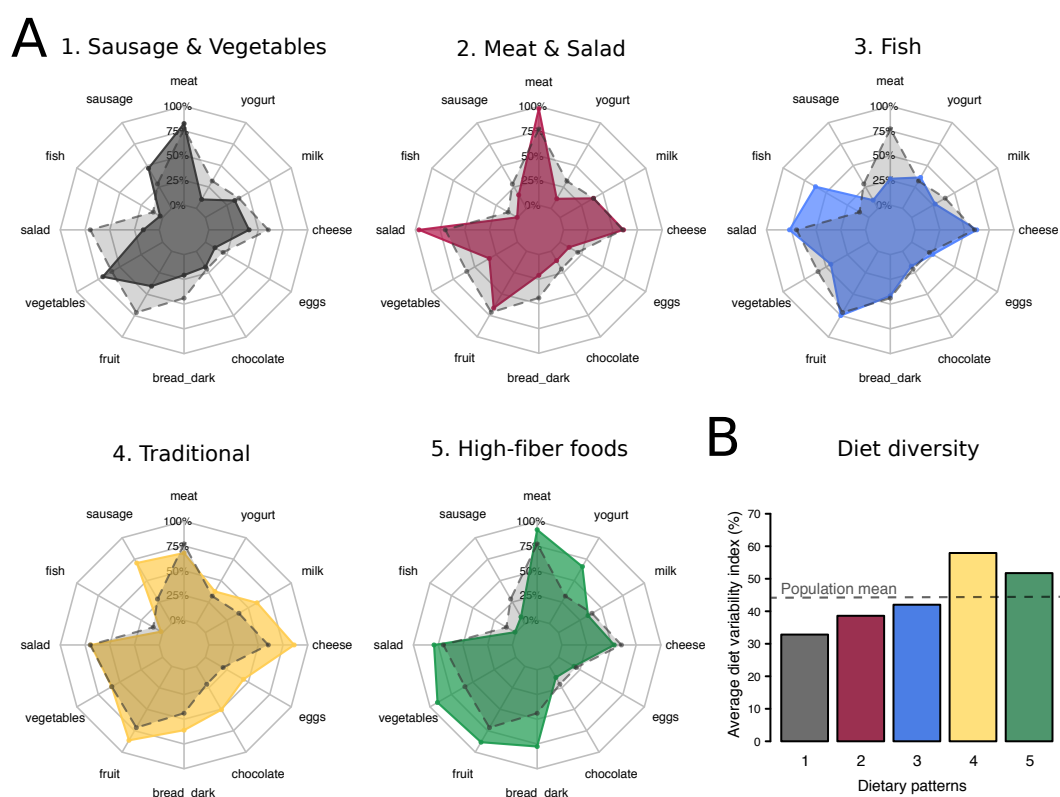 A
1. Sausage & Vegetables
meat
yogurt
milk
cheese
eggs
chocolate
bread_dark
fruit
vegetables
salad
fish
sausage
100%
75%
50%
25%
0%
2. Meat & Salad
meat
yogurt
milk
cheese
eggs
chocolate
bread_dark
fruit
vegetables
salad
fish
sausage
100%
75%
50%
25%
0%
3. Fish
meat
yogurt
milk
cheese
eggs
chocolate
bread_dark
fruit
vegetables
salad
fish
sausage
100%
75%
50%
25%
0%
4. Traditional
meat
yogurt
milk
cheese
eggs
chocolate
bread_dark
fruit
vegetables
salad
fish
sausage
100%
75%
50%
25%
0%
5. High-fiber foods
meat
yogurt
milk
cheese
eggs
chocolate
bread_dark
fruit
vegetables
salad
fish
sausage
100%
75%
50%
25%
0%
B
Diet diversity
Average diet variability index (%)
70
60
50
40
30
20
10
0
Population mean
1 2 3 4 5
Dietary patterns